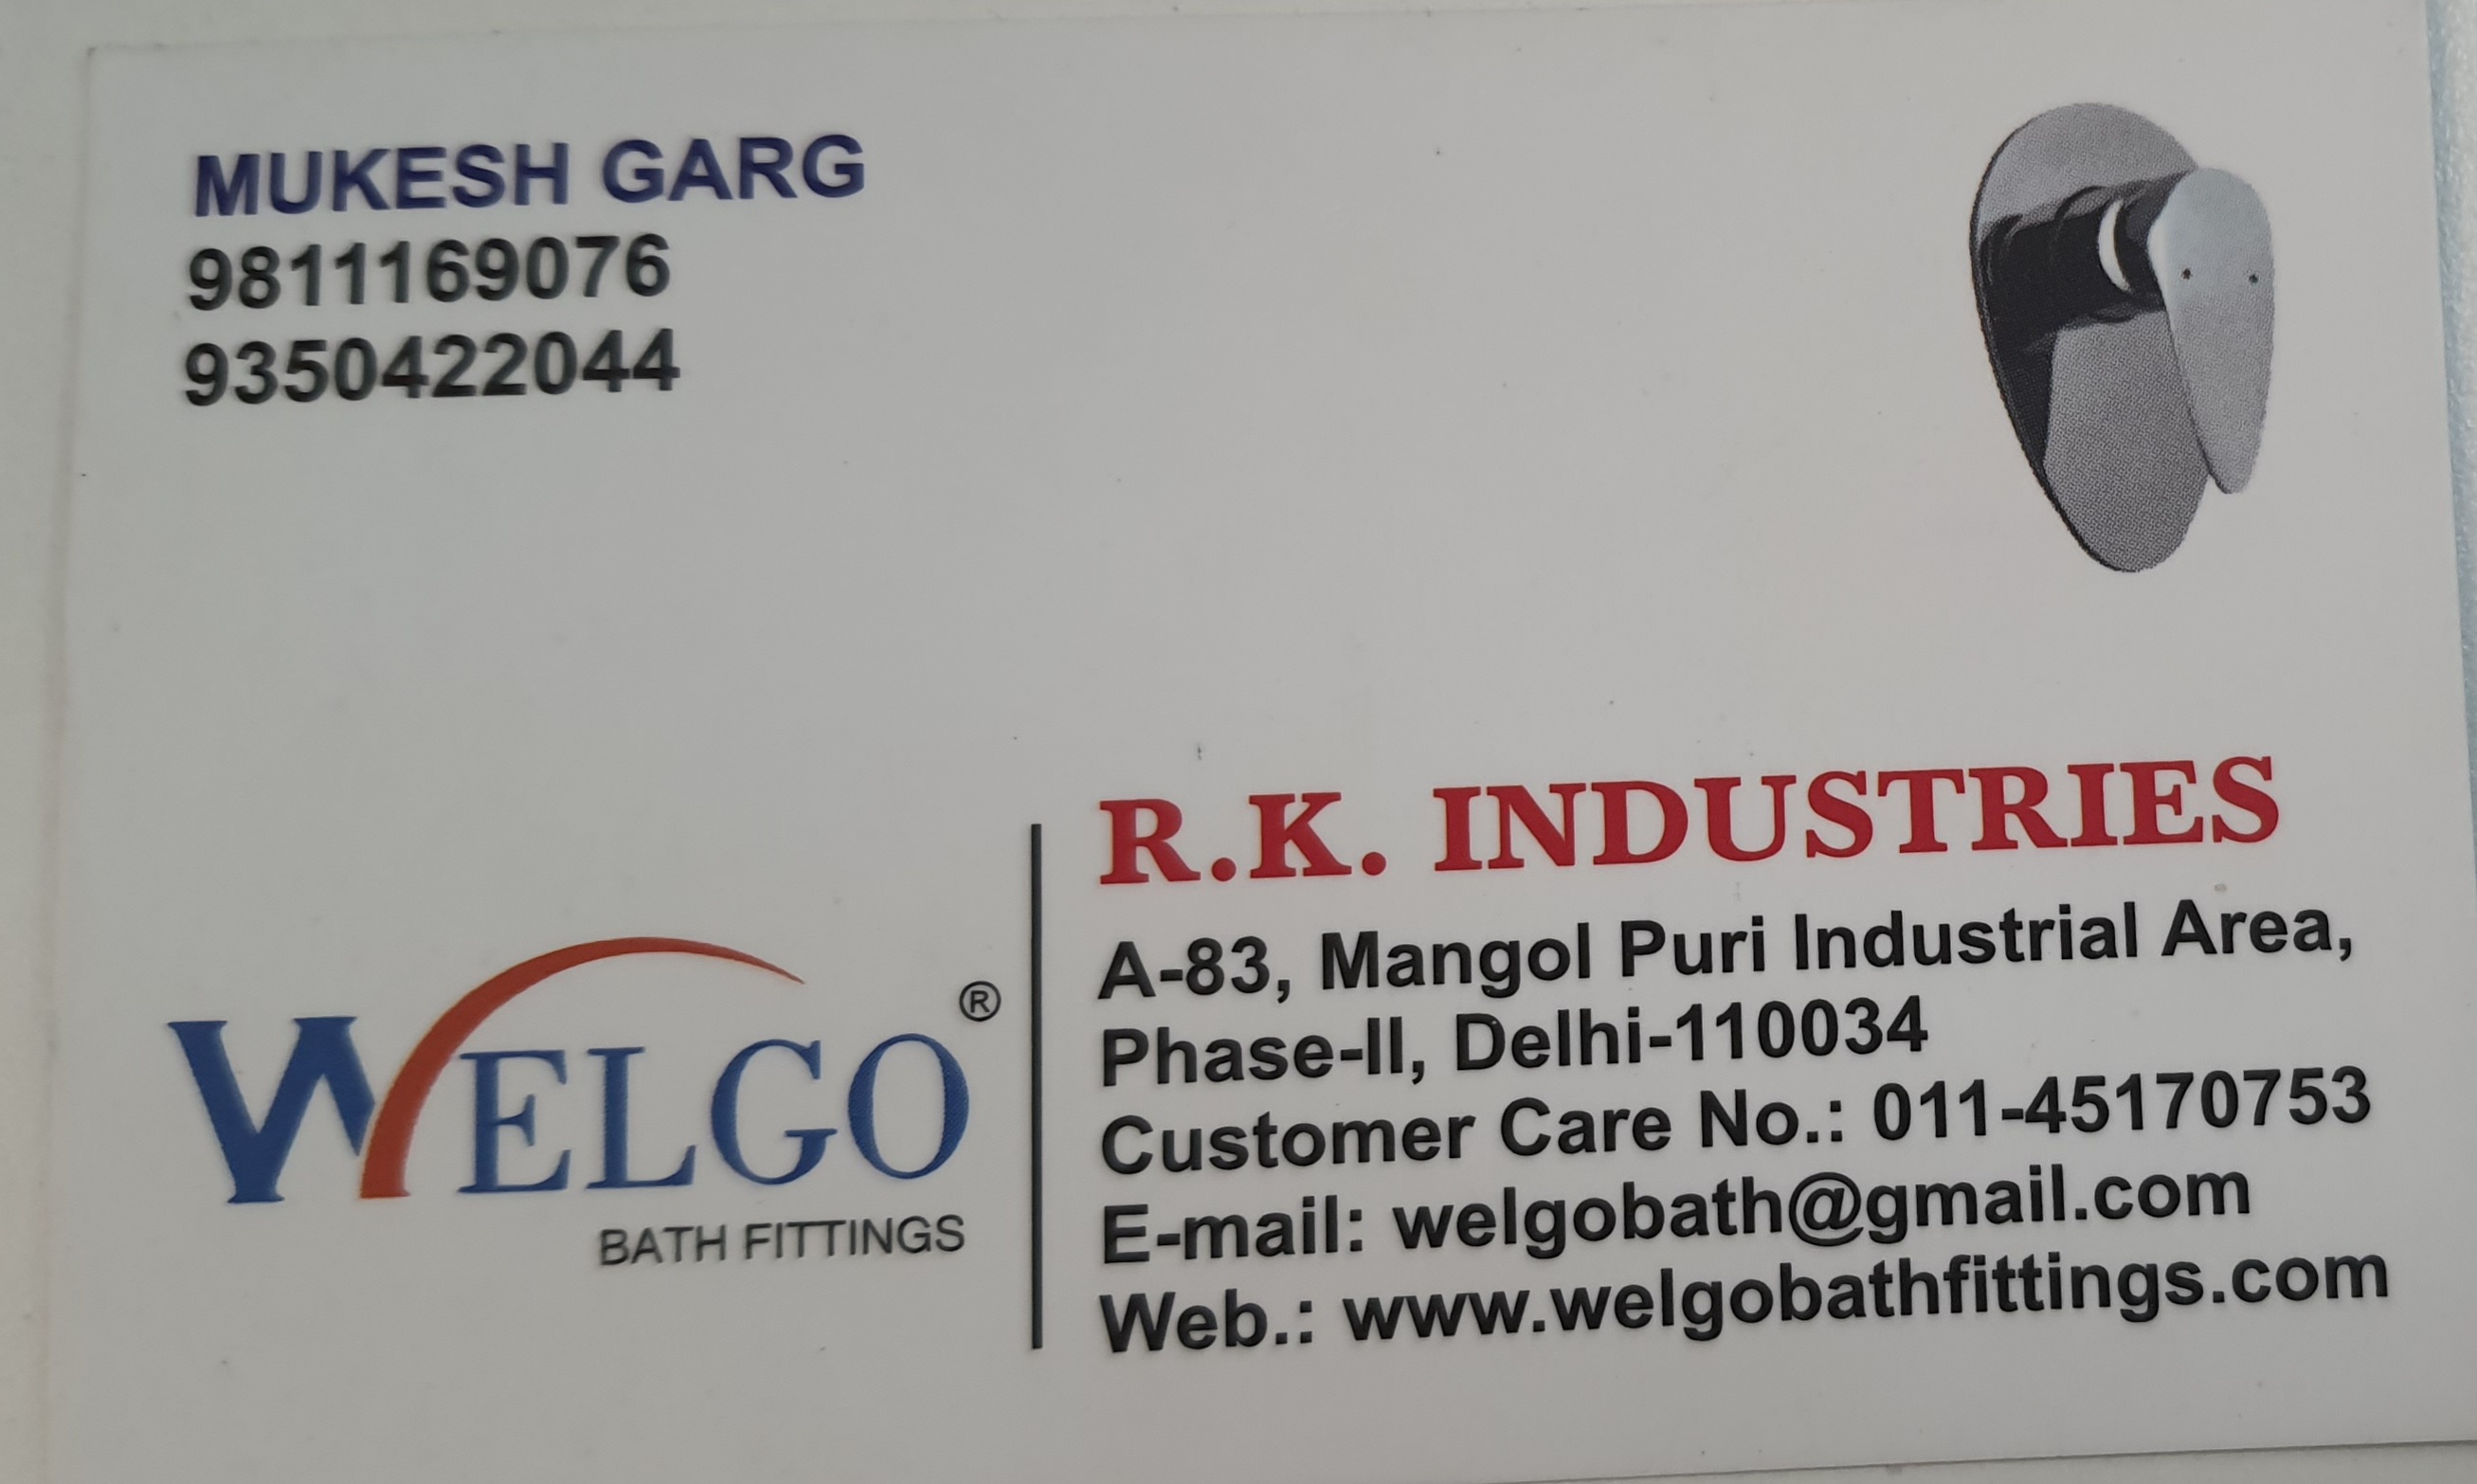 MUKESH GARG
9811169076
9350422044
WELGO®
BATH FITTINGS
R.K. INDUSTRIES
A-83, Mangol Puri Industrial Area,
Phase-II, Delhi-110034
Customer Care No.: 011-45170753
E-mail: welgobath@gmail.com
Web.: www.welgobathfittings.com